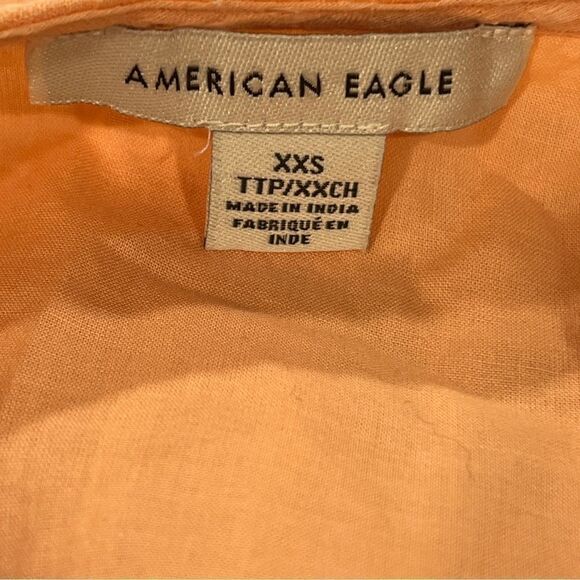 AMERICAN EAGLE
XXS
TTP/XXCH
MADE IN INDIA
FABRIQUÉ EN
INDE